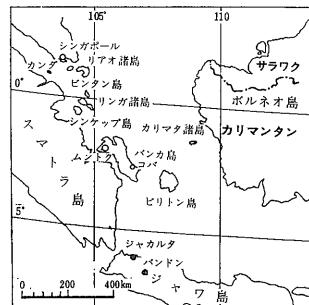 105°
110
シンガポール
リアオ諸島
カンダ
サラワク
ビンタン島
0°
リンガ諸島
ボルネオ島
シンケップ島
カリマタ諸島
カリマンタン
スマトラ島
ムントク
バンカ島
コバ
ビリトン島
5°
ジャカルタ
バンドン
ジャワ島
0
200
400km